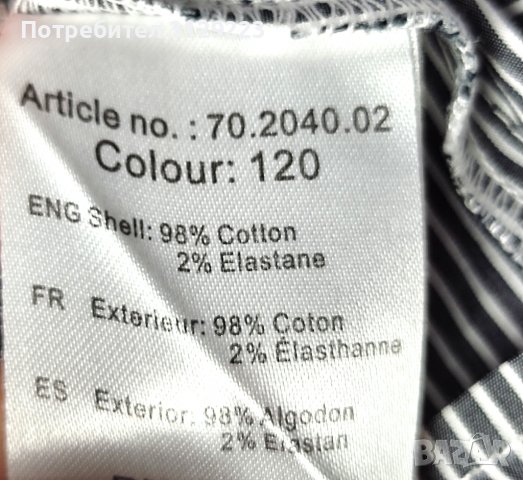 Потребител
Article no. : 70.2040.02
Colour: 120
ENG Shell: 98% Cotton
2% Elastane
FR Exterieur: 98% Coton
2% Élasthanne
ES Exterior: 98% Algodon
2% Elastan
BAZAR